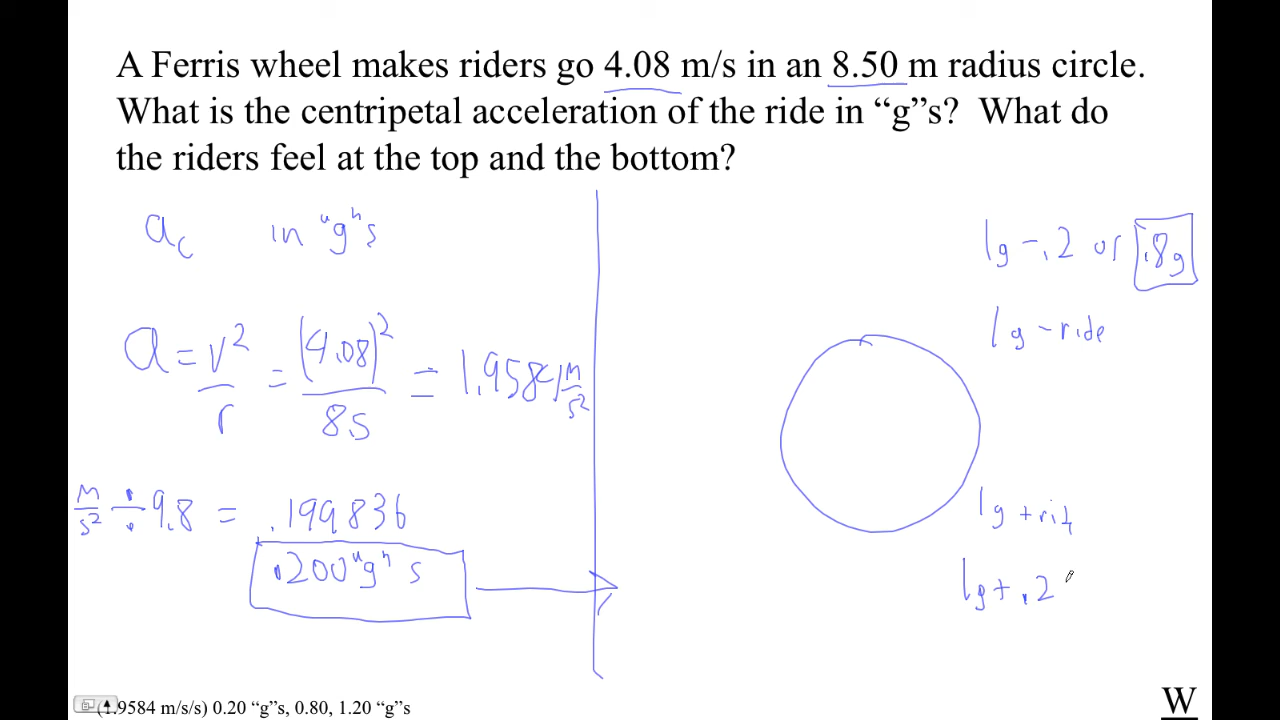 A Ferris wheel makes riders go 4.08 m/s in an 8.50 m radius circle.
What is the centripetal acceleration of the ride in “g”s? What do
the riders feel at the top and the bottom?
ac in "g"s
a = v²/r = (4.08)²/8.5 = 1.9584 m/s²
m/s² ÷ 9.8 = .199836
.200 "g"s
1g - .2 or .8g
1g - ride
1g + rid
1g + .2
(1.9584 m/s/s) 0.20 “g”s, 0.80, 1.20 “g”s
W